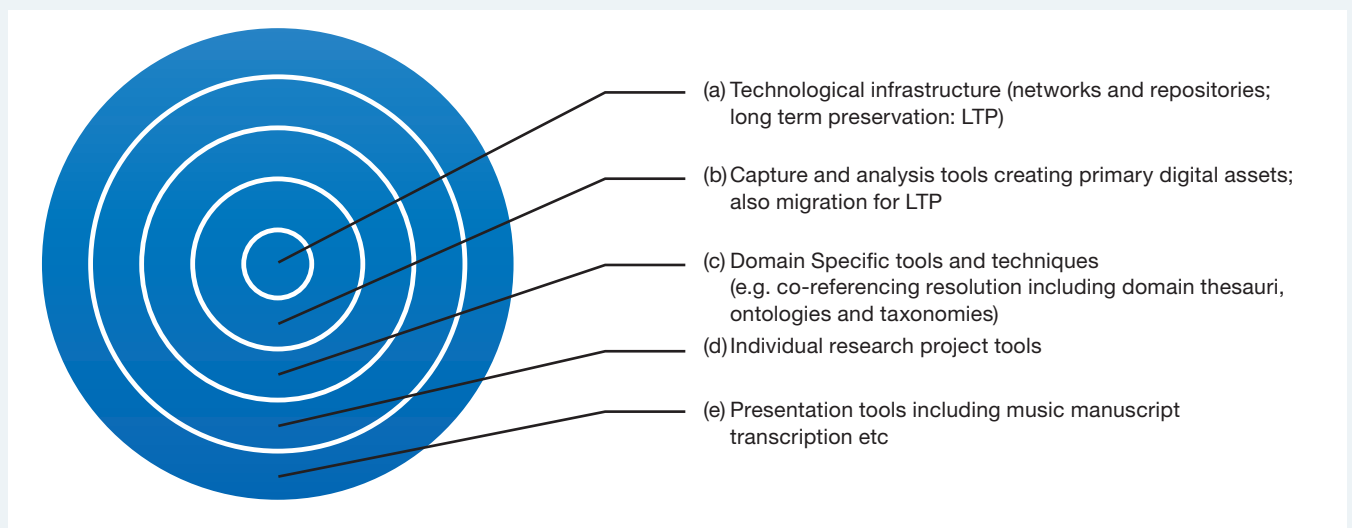 (a) Technological infrastructure (networks and repositories;
long term preservation: LTP)
(b) Capture and analysis tools creating primary digital assets;
also migration for LTP
(c) Domain Specific tools and techniques
(e.g. co-referencing resolution including domain thesauri,
ontologies and taxonomies)
(d) Individual research project tools
(e) Presentation tools including music manuscript
transcription etc